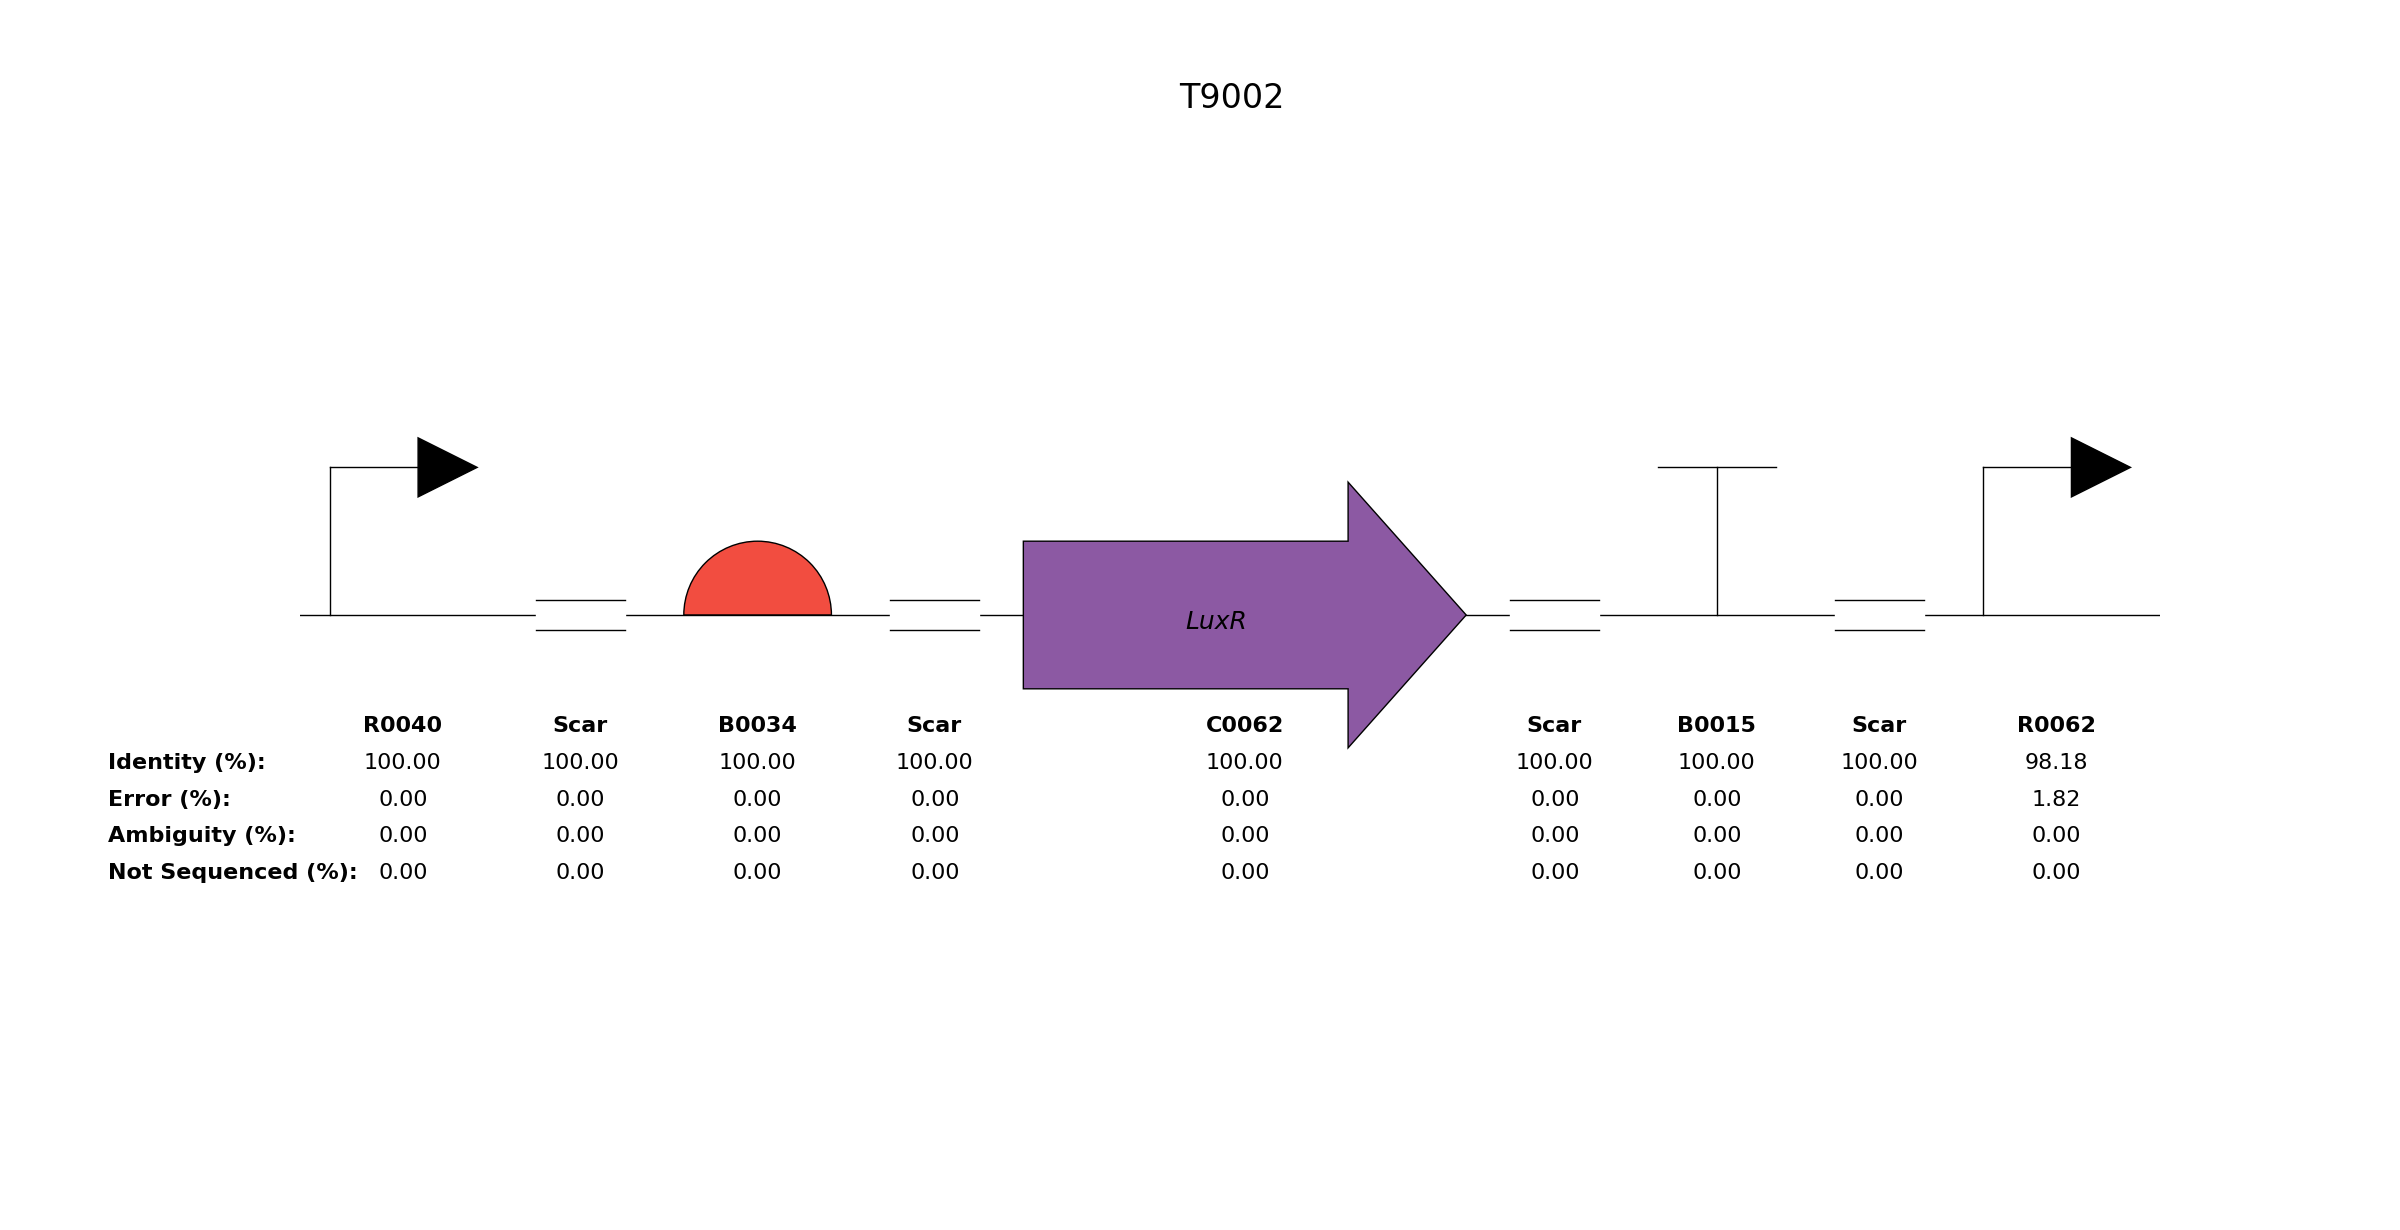 T9002
LuxR
R0040 Scar B0034 Scar C0062 Scar B0015 Scar R0062
Identity (%): 100.00 100.00 100.00 100.00 100.00 100.00 100.00 100.00 98.18
Error (%): 0.00 0.00 0.00 0.00 0.00 0.00 0.00 0.00 1.82
Ambiguity (%): 0.00 0.00 0.00 0.00 0.00 0.00 0.00 0.00 0.00
Not Sequenced (%): 0.00 0.00 0.00 0.00 0.00 0.00 0.00 0.00 0.00